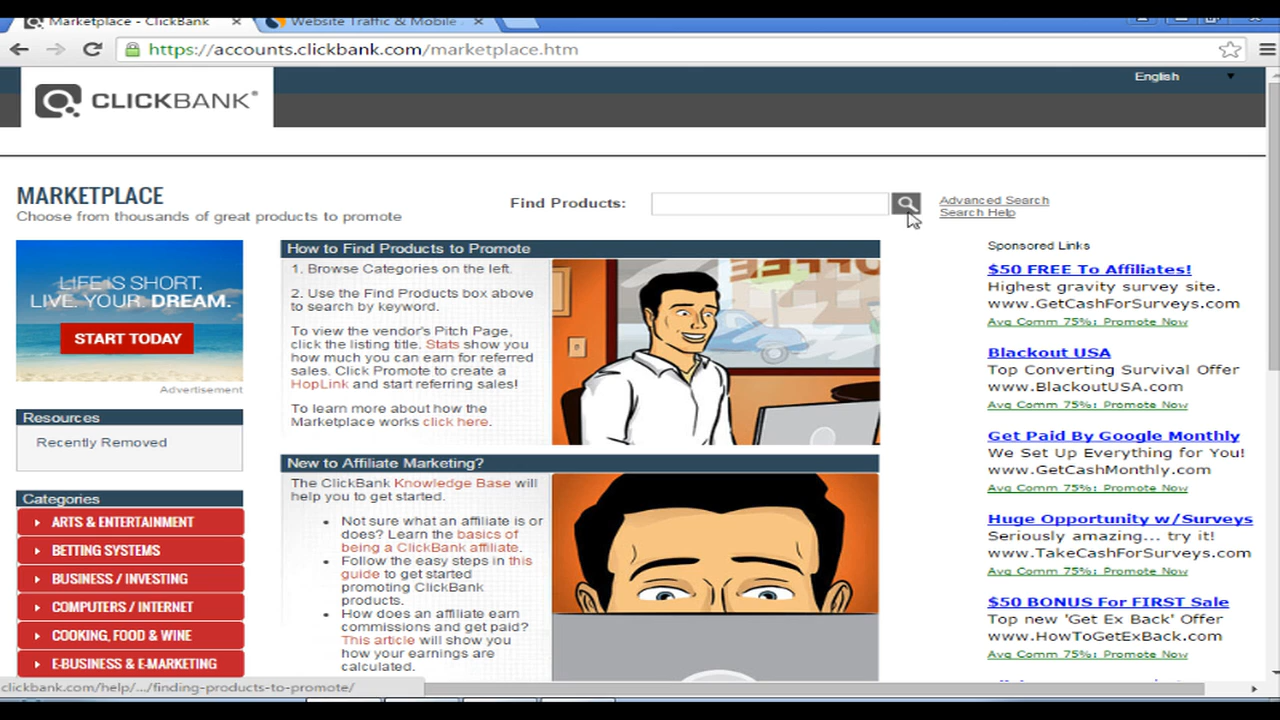 Marketplace - ClickBank
Website Traffic & Mobile
https://accounts.clickbank.com/marketplace.htm
English
CLICKBANK®
MARKETPLACE
Choose from thousands of great products to promote
Find Products:
Advanced Search
Search Help
LIFE IS SHORT.
LIVE. YOUR. DREAM.
START TODAY
Advertisement
Resources
Recently Removed
Categories
ARTS & ENTERTAINMENT
BETTING SYSTEMS
BUSINESS / INVESTING
COMPUTERS / INTERNET
COOKING, FOOD & WINE
E-BUSINESS & E-MARKETING
How to Find Products to Promote
1. Browse Categories on the left.
2. Use the Find Products box above
to search by keyword.
To view the vendor's Pitch Page,
click the listing title. Stats show you
how much you can earn for referred
sales. Click Promote to create a
HopLink and start referring sales!
To learn more about how the
Marketplace works click here.
COFFEE
New to Affiliate Marketing?
The ClickBank Knowledge Base will
help you to get started.
• Not sure what an affiliate is or
does? Learn the basics of
being a ClickBank affiliate.
• Follow the easy steps in this
guide to get started
promoting ClickBank
products.
• How does an affiliate earn
commissions and get paid?
This article will show you
how your earnings are
calculated.
Sponsored Links
$50 FREE To Affiliates!
Highest gravity survey site.
www.GetCashForSurveys.com
Avg Comm 75%: Promote Now
Blackout USA
Top Converting Survival Offer
www.BlackoutUSA.com
Avg Comm 75%: Promote Now
Get Paid By Google Monthly
We Set Up Everything for You!
www.GetCashMonthly.com
Avg Comm 75%: Promote Now
Huge Opportunity w/Surveys
Seriously amazing... try it!
www.TakeCashForSurveys.com
Avg Comm 75%: Promote Now
$50 BONUS For FIRST Sale
Top new 'Get Ex Back' Offer
www.HowToGetExBack.com
Avg Comm 75%: Promote Now
clickbank.com/help/.../finding-products-to-promote/